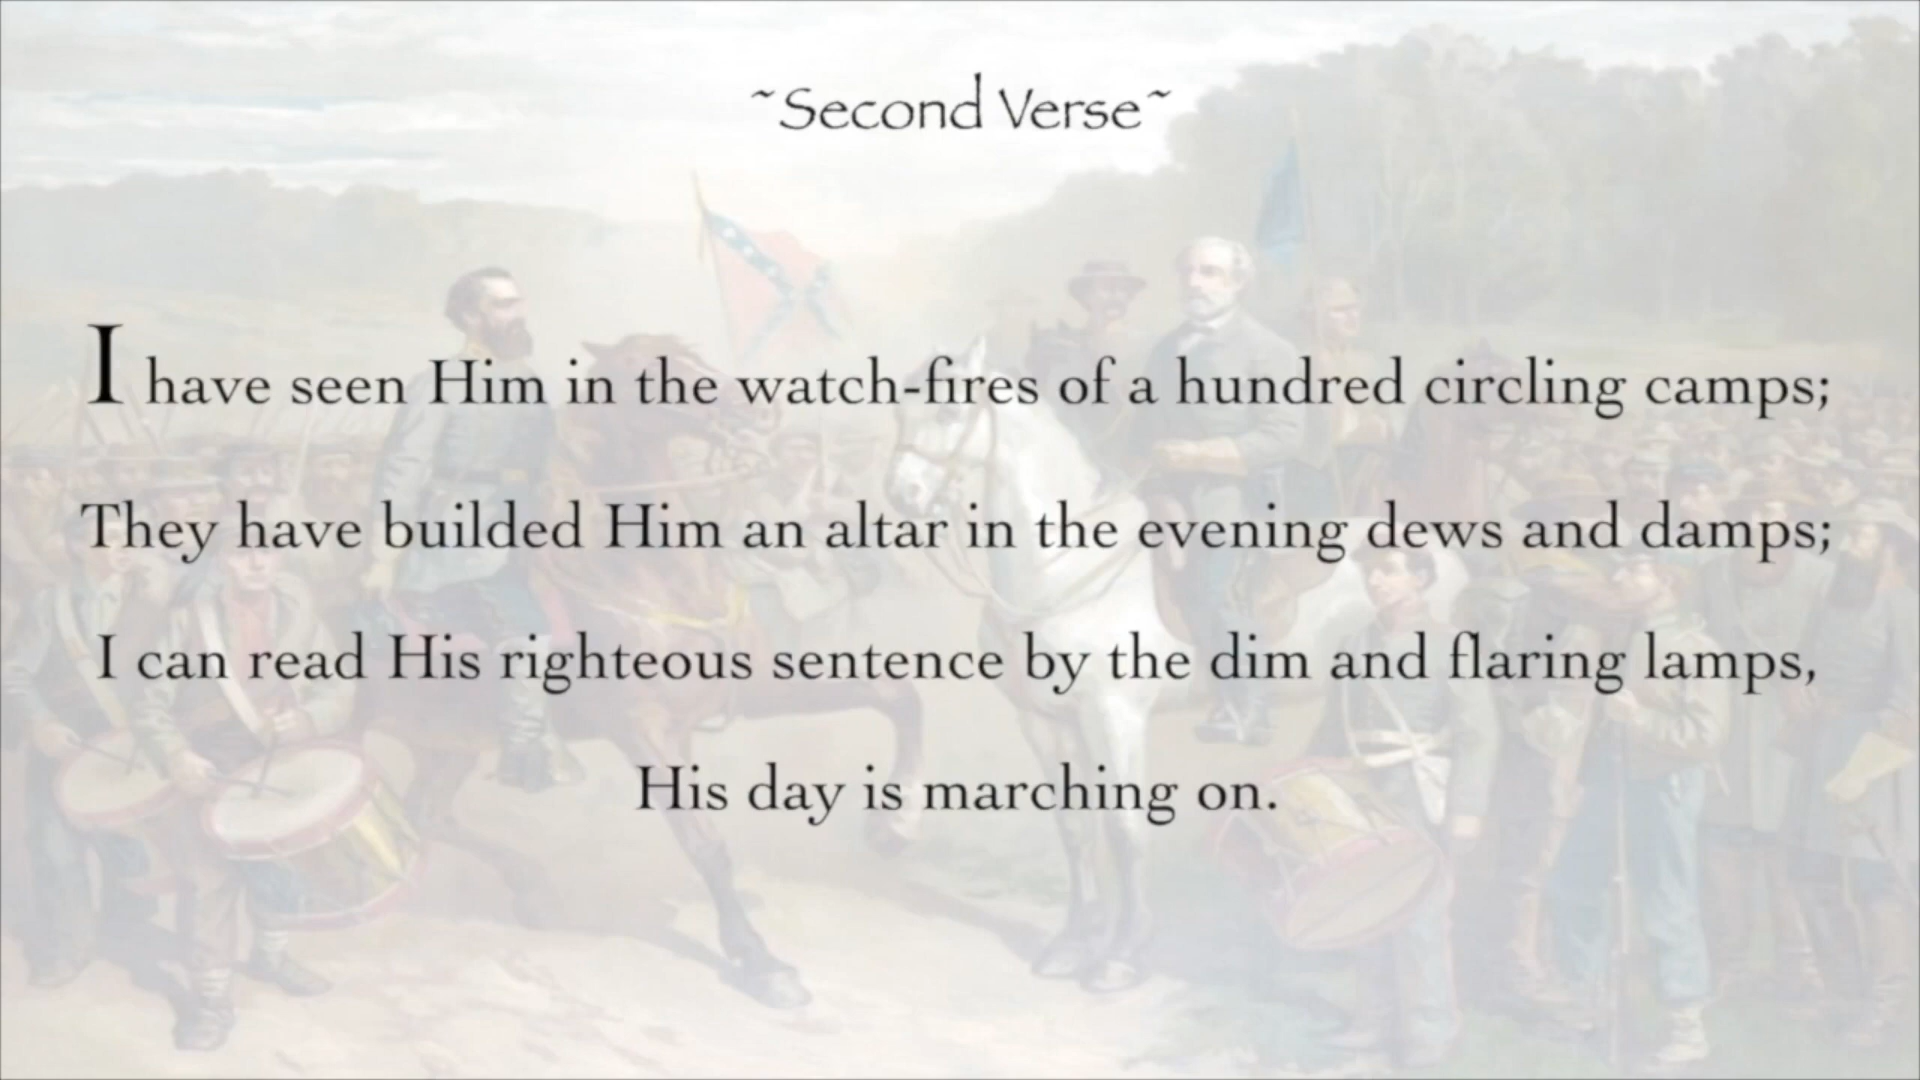 ~Second Verse~
I have seen Him in the watch-fires of a hundred circling camps;
They have builded Him an altar in the evening dews and damps;
I can read His righteous sentence by the dim and flaring lamps,
His day is marching on.